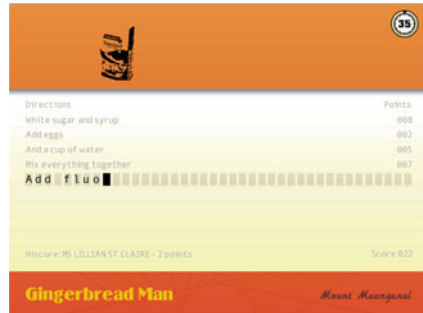 35
Directions Points
White sugar and syrup 008
Add eggs 002
And a cup of water 005
Mix everything together 007
Add fluo
Hiscore: MS LILLIAN ST CLAIRE - 2 points Score 022
Gingerbread Man Mount Maunganui